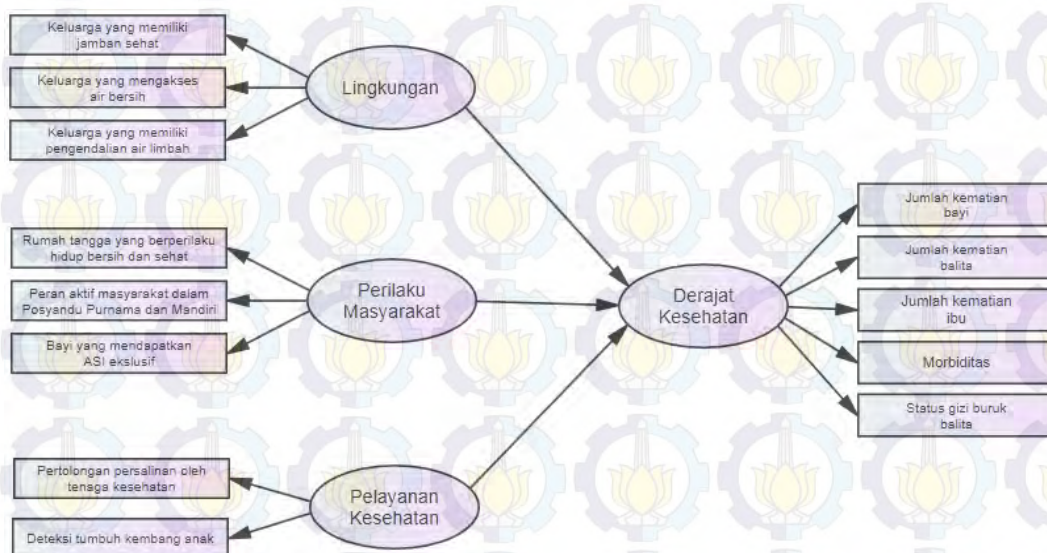 Keluarga yang memiliki
jamban sehat
Keluarga yang mengakses
air bersih
Keluarga yang memiliki
pengendalian air limbah
Lingkungan
Rumah tangga yang berperilaku
hidup bersih dan sehat
Peran aktif masyarakat dalam
Posyandu Purnama dan Mandiri
Bayi yang mendapatkan
ASI ekslusif
Perilaku
Masyarakat
Pertolongan persalinan oleh
tenaga kesehatan
Deteksi tumbuh kembang anak
Pelayanan
Kesehatan
Derajat
Kesehatan
Jumlah kematian
bayi
Jumlah kematian
balita
Jumlah kematian
ibu
Morbiditas
Status gizi buruk
balita